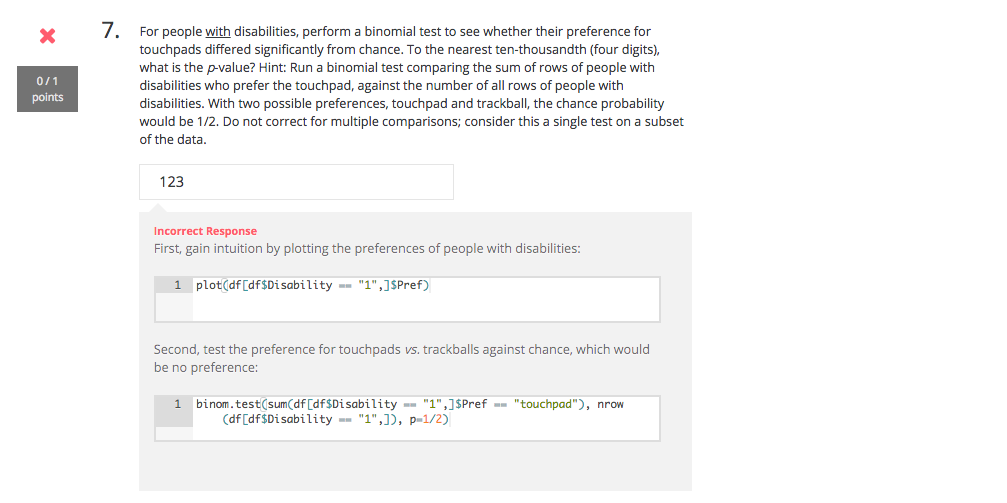 7.
For people with disabilities, perform a binomial test to see whether their preference for
touchpads differed significantly from chance. To the nearest ten-thousandth (four digits),
what is the p-value? Hint: Run a binomial test comparing the sum of rows of people with
disabilities who prefer the touchpad, against the number of all rows of people with
disabilities. With two possible preferences, touchpad and trackball, the chance probability
would be 1/2. Do not correct for multiple comparisons; consider this a single test on a subset
of the data.
0 / 1
points
123
Incorrect Response
First, gain intuition by plotting the preferences of people with disabilities:
1 plot(df[df$Disability == "1",]$Pref)
Second, test the preference for touchpads vs. trackballs against chance, which would
be no preference:
1 binom.test(sum(df[df$Disability == "1",]$Pref == "touchpad"), nrow
(df[df$Disability == "1",]), p=1/2)